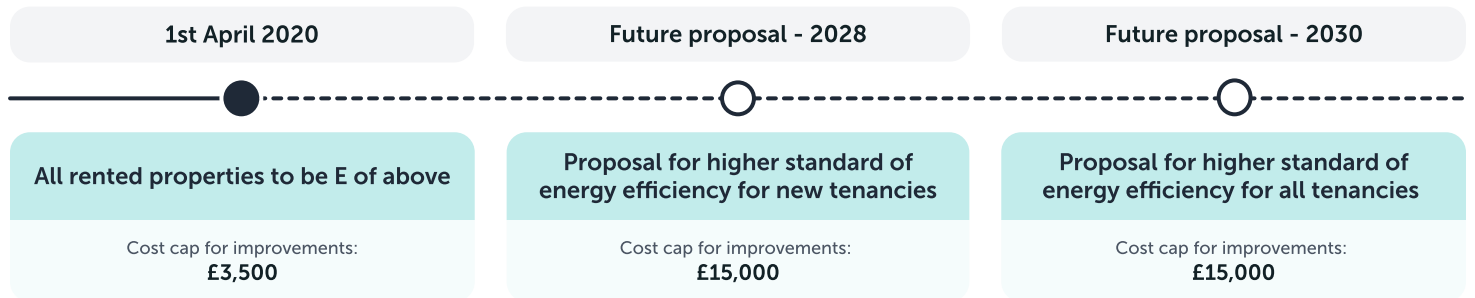 1st April 2020
All rented properties to be E of above
Cost cap for improvements:
£3,500
Future proposal - 2028
Proposal for higher standard of
energy efficiency for new tenancies
Cost cap for improvements:
£15,000
Future proposal - 2030
Proposal for higher standard of
energy efficiency for all tenancies
Cost cap for improvements:
£15,000